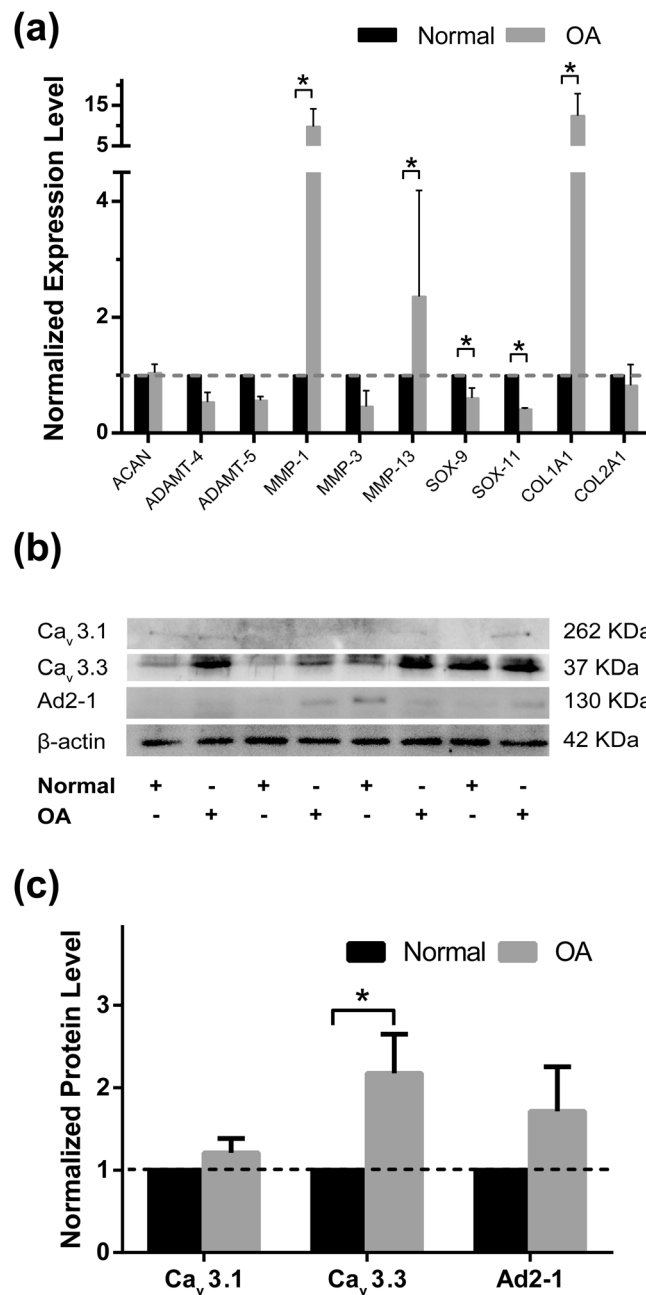 (a)
Normal OA
Normalized Expression Level
15
5
4
2
0
* * * * *
ACAN ADAMT-4 ADAMT-5 MMP-1 MMP-3 MMP-13 SOX-9 SOX-11 COL1A1 COL2A1
(b)
Cav 3.1 262 KDa
Cav 3.3 37 KDa
Ad2-1 130 KDa
β-actin 42 KDa
Normal + - + - + - + -
OA - + - + - + - +
(c)
Normal OA
Normalized Protein Level
3
2
1
0
*
Cav 3.1 Cav 3.3 Ad2-1